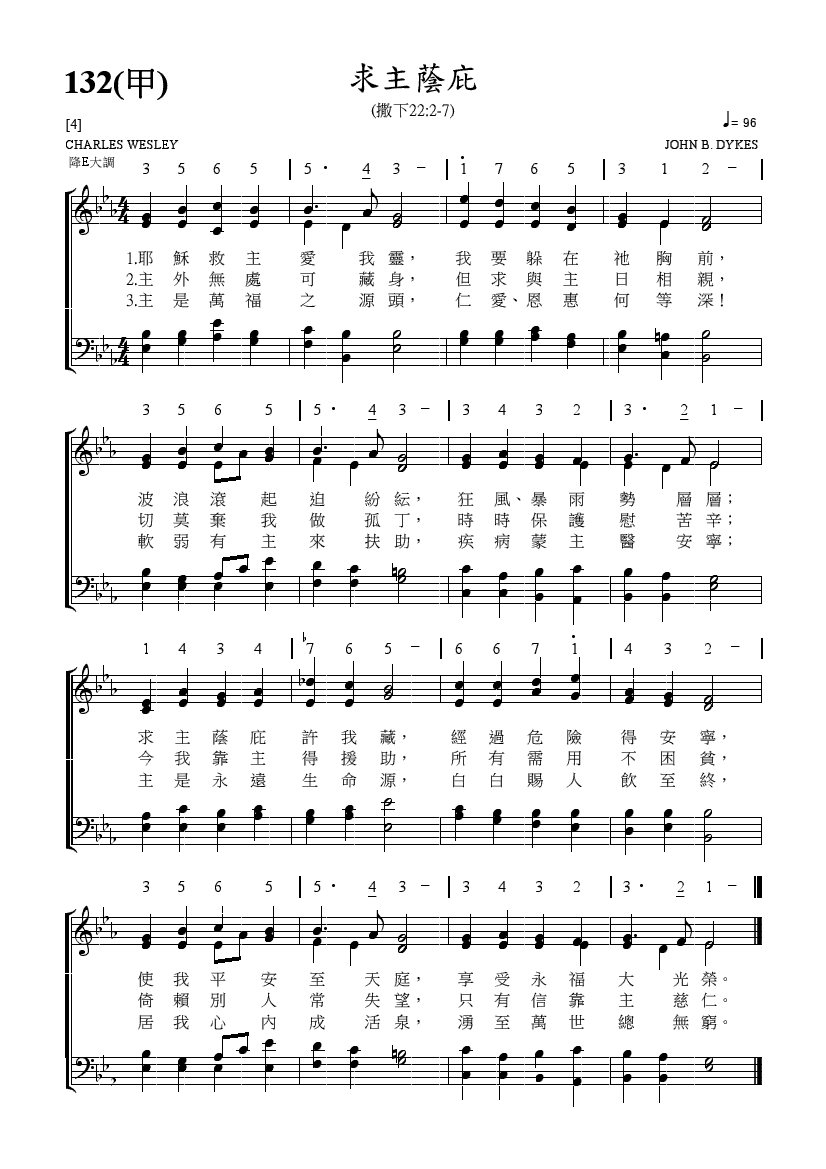 132(甲)
求主蔭庇
(撒下22:2-7)
[4]
♩= 96
CHARLES WESLEY
JOHN B. DYKES
降E大調
3 5 6 5 | 5 · 4 3 – | 1 7 6 5 | 3 1 2 – |
1.耶 穌 救 主 愛 我 靈， 我 要 躲 在 祂 胸 前，
2.主 外 無 處 可 藏 身， 但 求 與 主 日 相 親，
3.主 是 萬 福 之 源 頭， 仁 愛、 恩 惠 何 等 深！
3 5 6 5 | 5 · 4 3 – | 3 4 3 2 | 3 · 2 1 – |
波 浪 滾 起 迫 紛 紜， 狂 風、 暴 雨 勢 層 層；
切 莫 棄 我 做 孤 丁， 時 時 保 護 慰 苦 辛；
軟 弱 有 主 來 扶 助， 疾 病 蒙 主 醫 安 寧；
1 4 3 4 | ♭7 6 5 – | 6 6 7 1 | 4 3 2 – |
求 主 蔭 庇 許 我 藏， 經 過 危 險 得 安 寧，
今 我 靠 主 得 援 助， 所 有 需 用 不 困 貧，
主 是 永 遠 生 命 源， 白 白 賜 人 飲 至 終，
3 5 6 5 | 5 · 4 3 – | 3 4 3 2 | 3 · 2 1 –
使 我 平 安 至 天 庭， 享 受 永 福 大 光 榮。
倚 賴 別 人 常 失 望， 只 有 信 靠 主 慈 仁。
居 我 心 內 成 活 泉， 湧 至 萬 世 總 無 窮。